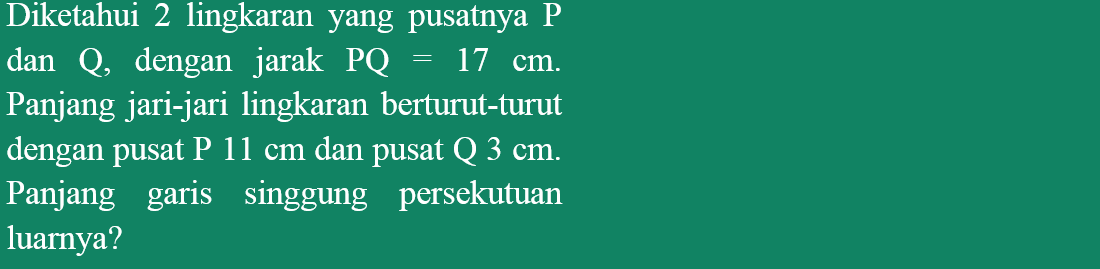 Diketahui 2 lingkaran yang pusatnya P
dan Q, dengan jarak PQ = 17 cm.
Panjang jari-jari lingkaran berturut-turut
dengan pusat P 11 cm dan pusat Q 3 cm.
Panjang garis singgung persekutuan
luarnya?